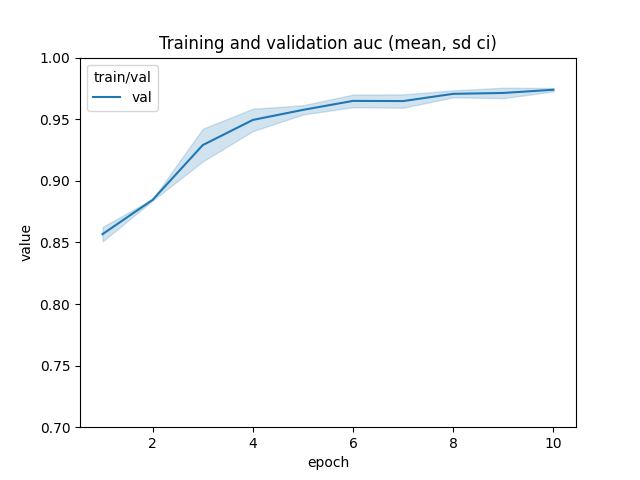 Training and validation auc (mean, sd ci)
train/val
val
1.00
0.95
0.90
0.85
0.80
0.75
0.70
value
2
4
6
8
10
epoch